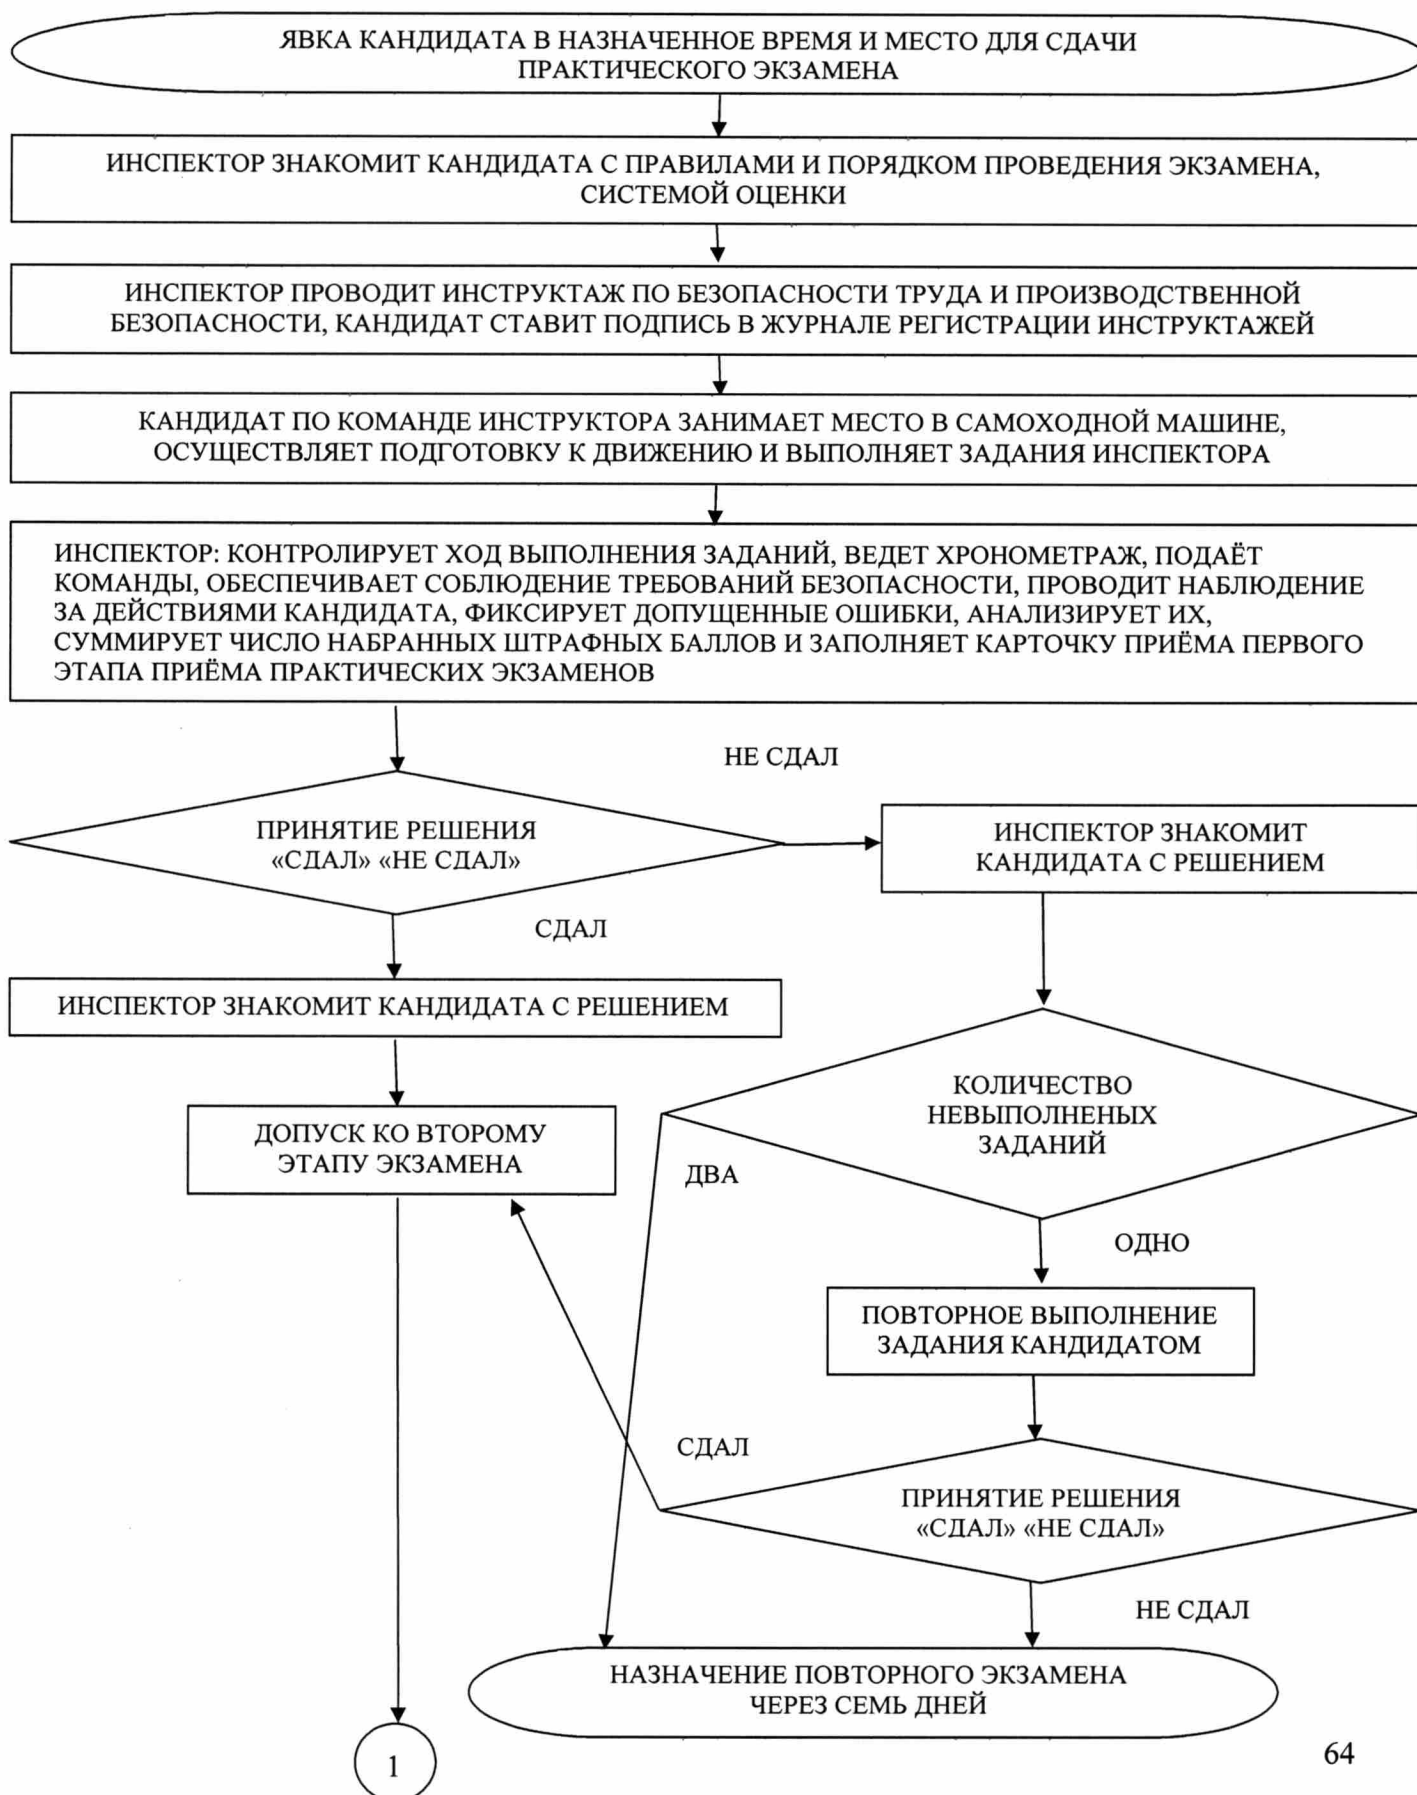 ЯВКА КАНДИДАТА В НАЗНАЧЕННОЕ ВРЕМЯ И МЕСТО ДЛЯ СДАЧИ
ПРАКТИЧЕСКОГО ЭКЗАМЕНА
ИНСПЕКТОР ЗНАКОМИТ КАНДИДАТА С ПРАВИЛАМИ И ПОРЯДКОМ ПРОВЕДЕНИЯ ЭКЗАМЕНА,
СИСТЕМОЙ ОЦЕНКИ
ИНСПЕКТОР ПРОВОДИТ ИНСТРУКТАЖ ПО БЕЗОПАСНОСТИ ТРУДА И ПРОИЗВОДСТВЕННОЙ
БЕЗОПАСНОСТИ, КАНДИДАТ СТАВИТ ПОДПИСЬ В ЖУРНАЛЕ РЕГИСТРАЦИИ ИНСТРУКТАЖЕЙ
КАНДИДАТ ПО КОМАНДЕ ИНСТРУКТОРА ЗАНИМАЕТ МЕСТО В САМОХОДНОЙ МАШИНЕ,
ОСУЩЕСТВЛЯЕТ ПОДГОТОВКУ К ДВИЖЕНИЮ И ВЫПОЛНЯЕТ ЗАДАНИЯ ИНСПЕКТОРА
ИНСПЕКТОР: КОНТРОЛИРУЕТ ХОД ВЫПОЛНЕНИЯ ЗАДАНИЙ, ВЕДЕТ ХРОНОМЕТРАЖ, ПОДАЁТ
КОМАНДЫ, ОБЕСПЕЧИВАЕТ СОБЛЮДЕНИЕ ТРЕБОВАНИЙ БЕЗОПАСНОСТИ, ПРОВОДИТ НАБЛЮДЕНИЕ
ЗА ДЕЙСТВИЯМИ КАНДИДАТА, ФИКСИРУЕТ ДОПУЩЕННЫЕ ОШИБКИ, АНАЛИЗИРУЕТ ИХ,
СУММИРУЕТ ЧИСЛО НАБРАННЫХ ШТРАФНЫХ БАЛЛОВ И ЗАПОЛНЯЕТ КАРТОЧКУ ПРИЁМА ПЕРВОГО
ЭТАПА ПРИЁМА ПРАКТИЧЕСКИХ ЭКЗАМЕНОВ
НЕ СДАЛ
ПРИНЯТИЕ РЕШЕНИЯ
«СДАЛ» «НЕ СДАЛ»
ИНСПЕКТОР ЗНАКОМИТ
КАНДИДАТА С РЕШЕНИЕМ
СДАЛ
ИНСПЕКТОР ЗНАКОМИТ КАНДИДАТА С РЕШЕНИЕМ
КОЛИЧЕСТВО
НЕВЫПОЛНЕНЫХ
ЗАДАНИЙ
ДОПУСК КО ВТОРОМУ
ЭТАПУ ЭКЗАМЕНА
ДВА
ОДНО
ПОВТОРНОЕ ВЫПОЛНЕНИЕ
ЗАДАНИЯ КАНДИДАТОМ
СДАЛ
ПРИНЯТИЕ РЕШЕНИЯ
«СДАЛ» «НЕ СДАЛ»
НЕ СДАЛ
НАЗНАЧЕНИЕ ПОВТОРНОГО ЭКЗАМЕНА
ЧЕРЕЗ СЕМЬ ДНЕЙ
1
64